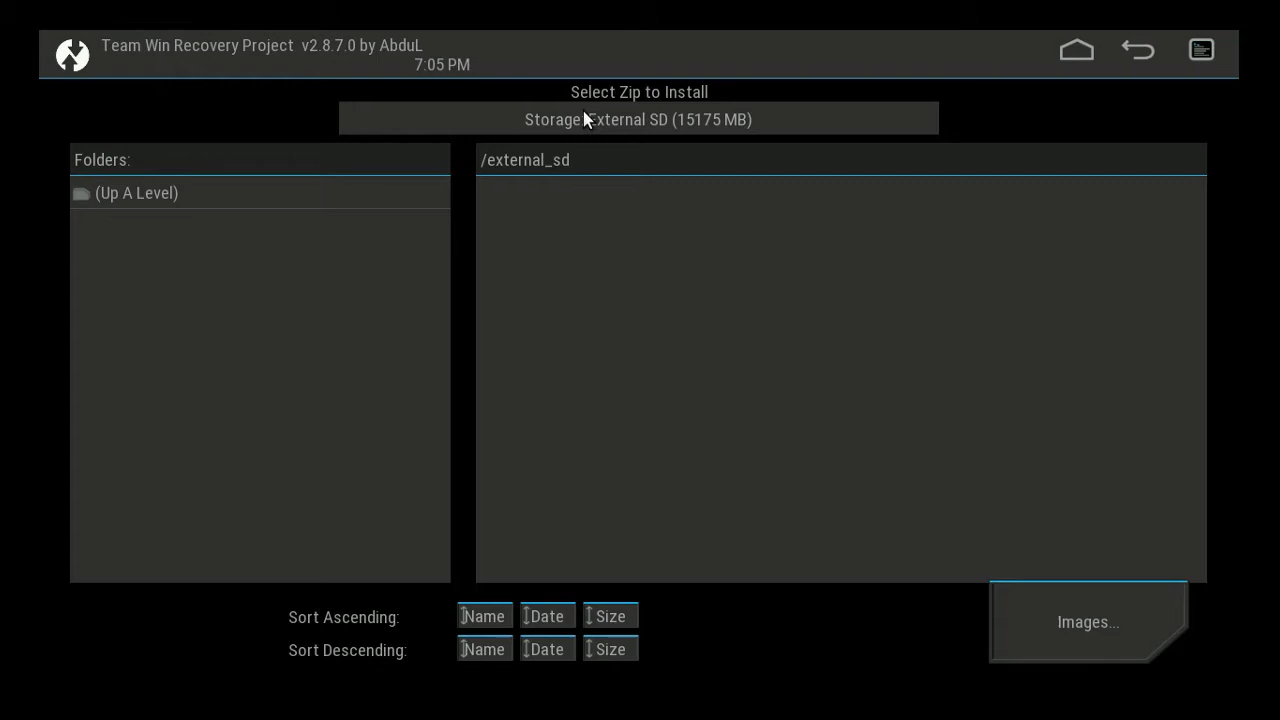 Team Win Recovery Project v2.8.7.0 by AbduL
7:05 PM
Select Zip to Install
Storage External SD (15175 MB)
Folders:
/external_sd
(Up A Level)
Sort Ascending:
Name
Date
Size
Images...
Sort Descending:
Name
Date
Size